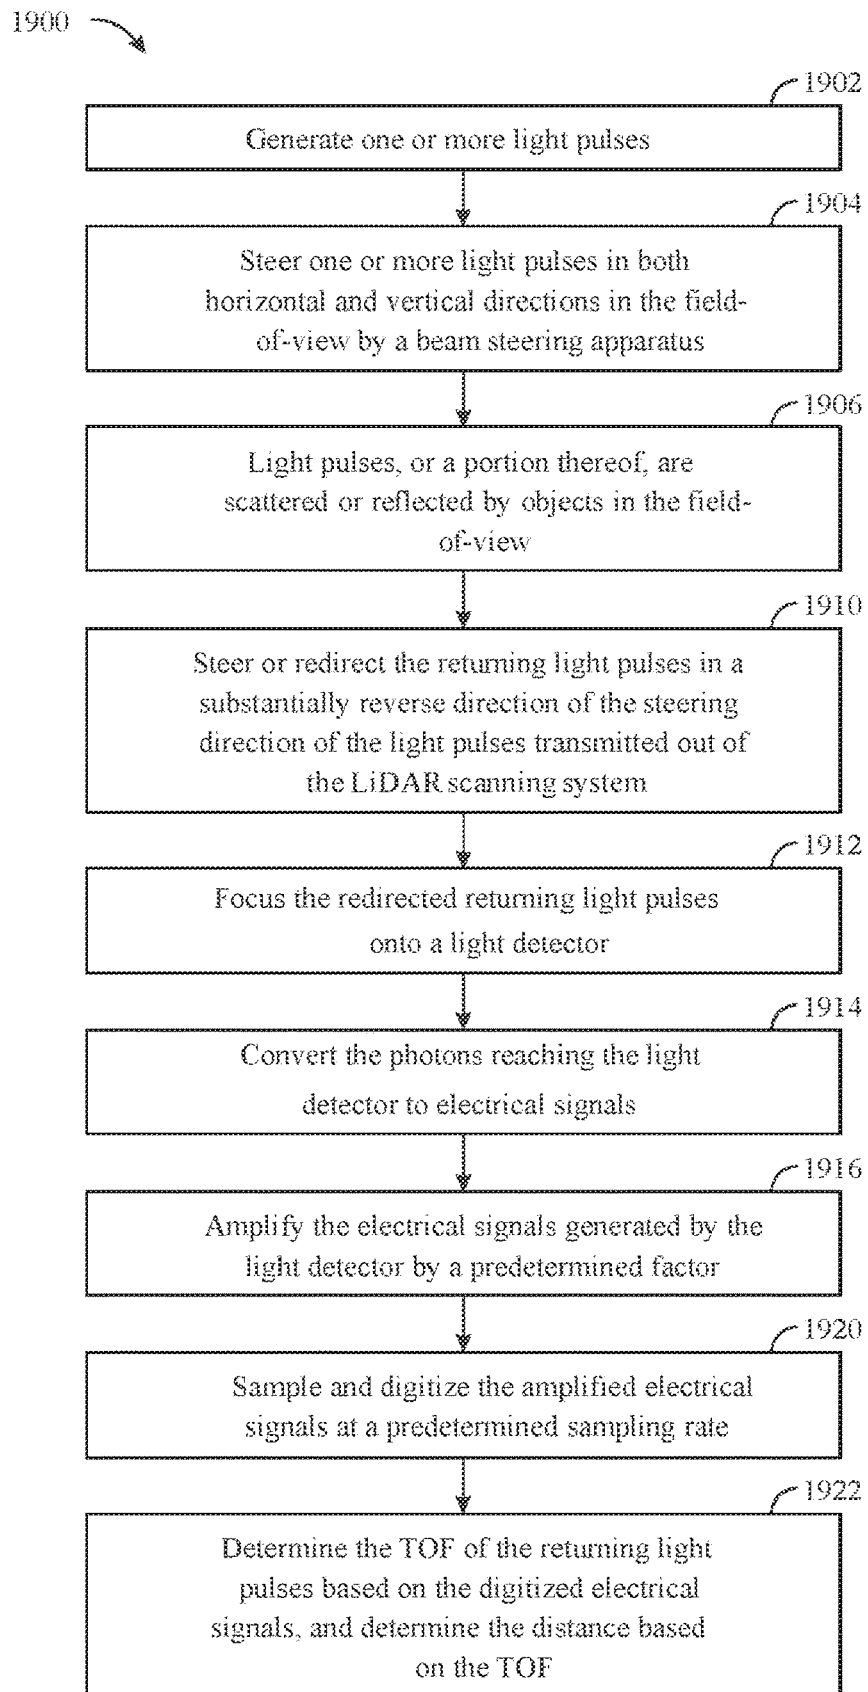 1900
1902
Generate one or more light pulses
1904
Steer one or more light pulses in both
horizontal and vertical directions in the field-
of-view by a beam steering apparatus
1906
Light pulses, or a portion thereof, are
scattered or reflected by objects in the field-
of-view
1910
Steer or redirect the returning light pulses in a
substantially reverse direction of the steering
direction of the light pulses transmitted out of
the LiDAR scanning system
1912
Focus the redirected returning light pulses
onto a light detector
1914
Convert the photons reaching the light
detector to electrical signals
1916
Amplify the electrical signals generated by the
light detector by a predetermined factor
1920
Sample and digitize the amplified electrical
signals at a predetermined sampling rate
1922
Determine the TOF of the returning light
pulses based on the digitized electrical
signals, and determine the distance based
on the TOF